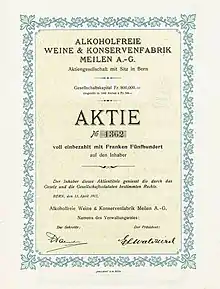 ALKOHOLFREIE
WEINE & KONSERVENFABRIK
MEILEN A.-G.
Aktiengesellschaft mit Sitz in Bern
Gesellschaftskapital Fr. 800,000.—
AKTIE
№ 1362
voll einbezahlt mit Franken Fünfhundert
auf den Inhaber
Der Inhaber dieses Aktientitels geniesst die durch das
Gesetz und die Gesellschaftsstatuten bestimmten Rechte.
BERN, den 15. April 1917.
Alkoholfreie Weine & Konservenfabrik Meilen A.-G.
Namens des Verwaltungsrates:
Der Sekretär:
Der Präsident: